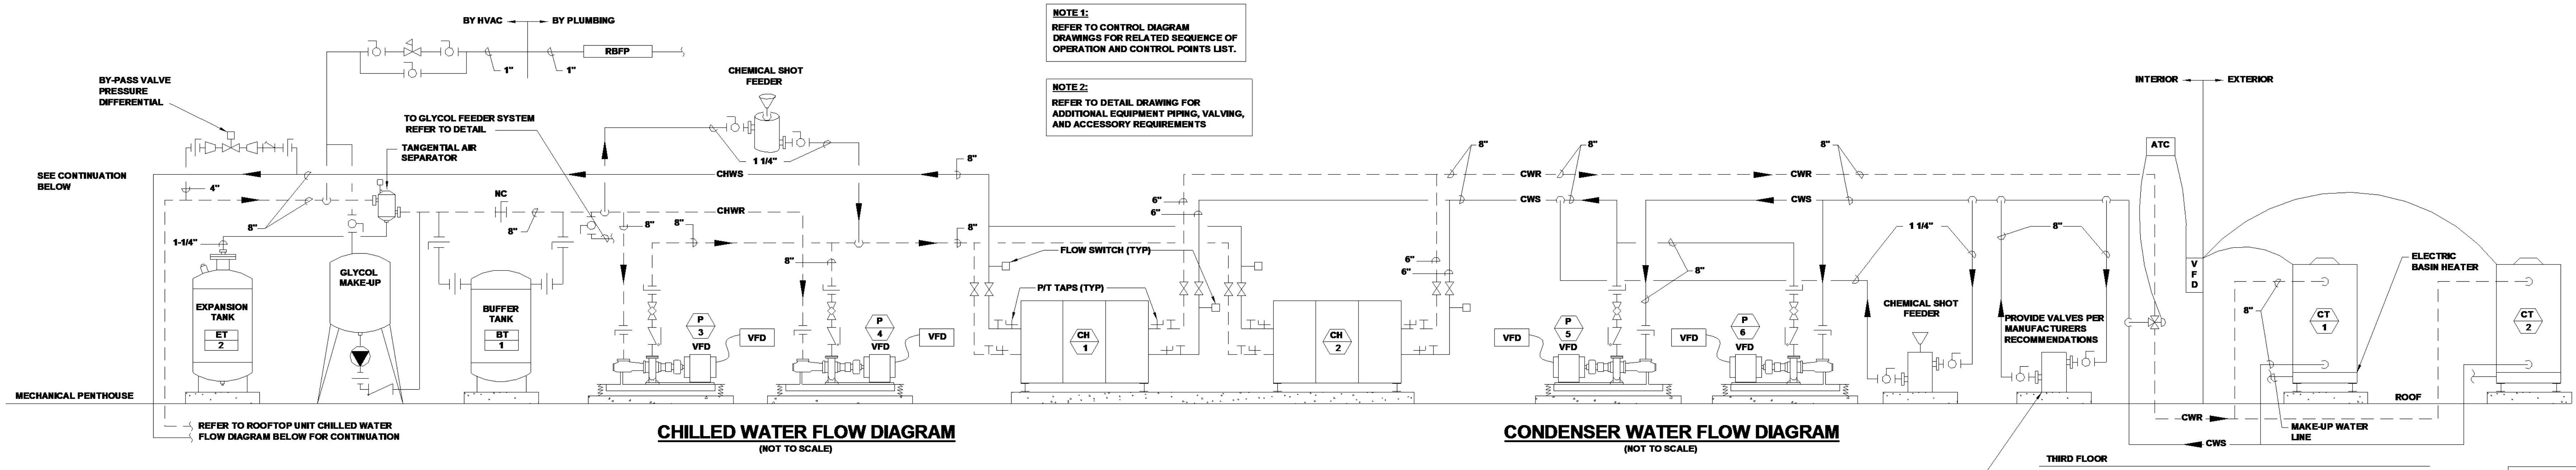 BY HVAC
BY PLUMBING
RBFP
1"
1"
NOTE 1:
REFER TO CONTROL DIAGRAM
DRAWINGS FOR RELATED SEQUENCE OF
OPERATION AND CONTROL POINTS LIST.
NOTE 2:
REFER TO DETAIL DRAWING FOR
ADDITIONAL EQUIPMENT PIPING, VALVING,
AND ACCESSORY REQUIREMENTS
BY-PASS VALVE
PRESSURE
DIFFERENTIAL
CHEMICAL SHOT
FEEDER
TO GLYCOL FEEDER SYSTEM
REFER TO DETAIL
TANGENTIAL AIR
SEPARATOR
1 1/4"
SEE CONTINUATION
BELOW
CHWS
8"
4"
NC
8"
8"
CHWR
8"
8"
8"
1-1/4"
8"
EXPANSION
TANK
ET
2
GLYCOL
MAKE-UP
BUFFER
TANK
BT
1
P
3
VFD
VFD
P
4
VFD
VFD
FLOW SWITCH (TYP)
P/T TAPS (TYP)
CH
1
CH
2
6"
6"
6"
6"
8"
8"
8"
CWR
CWR
CWS
CWS
8"
1 1/4"
8"
VFD
P
5
VFD
VFD
P
6
VFD
CHEMICAL SHOT
FEEDER
PROVIDE VALVES PER
MANUFACTURERS
RECOMMENDATIONS
INTERIOR
EXTERIOR
ATC
V
F
D
8"
CT
1
ELECTRIC
BASIN HEATER
CT
2
MECHANICAL PENTHOUSE
ROOF
REFER TO ROOFTOP UNIT CHILLED WATER
FLOW DIAGRAM BELOW FOR CONTINUATION
CHILLED WATER FLOW DIAGRAM
(NOT TO SCALE)
CONDENSER WATER FLOW DIAGRAM
(NOT TO SCALE)
CWR
CWS
MAKE-UP WATER
LINE
THIRD FLOOR